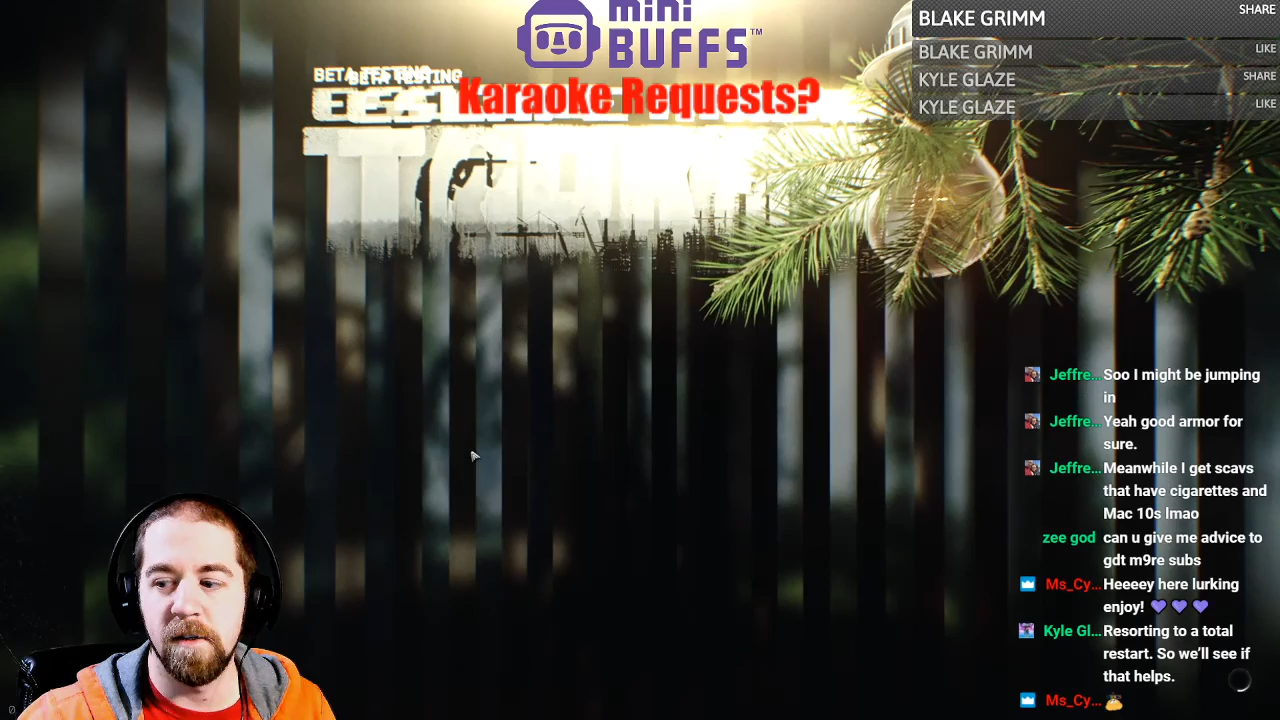 mini
BUFFS™
Karaoke Requests?
BETA TESTING
BETA TESTING
BLAKE GRIMM SHARE
BLAKE GRIMM LIKE
KYLE GLAZE SHARE
KYLE GLAZE LIKE
Jeffre... Soo I might be jumping
in
Jeffre... Yeah good armor for
sure.
Jeffre... Meanwhile I get scavs
that have cigarettes and
Mac 10s lmao
zee god can u give me advice to
gdt m9re subs
Ms_Cy... Heeeey here lurking
enjoy! 💜 💜 💜
Kyle Gl... Resorting to a total
restart. So we'll see if
that helps.
Ms_Cy...